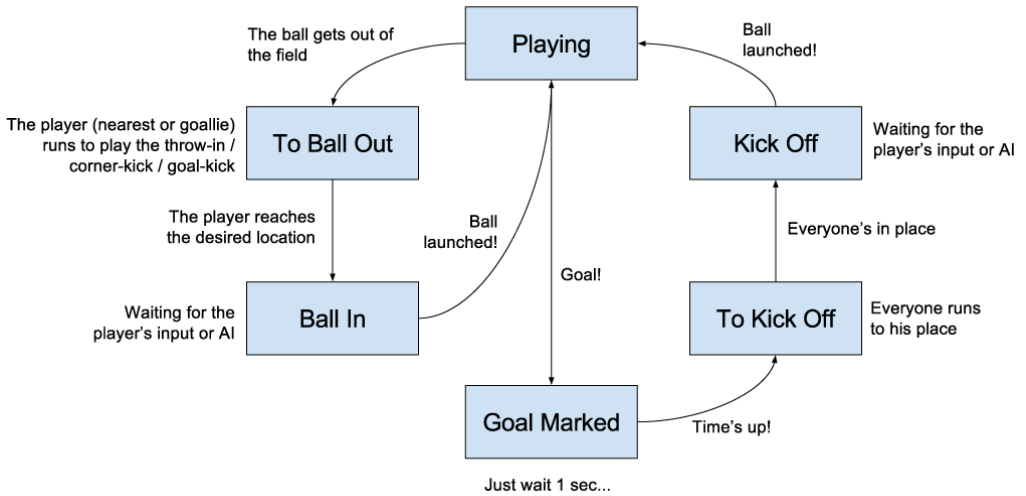 Playing
The ball gets out of
the field
Ball
launched!
The player (nearest or goallie)
runs to play the throw-in /
corner-kick / goal-kick
To Ball Out
Kick Off
Waiting for the
player's input or AI
The player reaches
the desired location
Ball
launched!
Everyone's in place
Goal!
Waiting for the
player's input or AI
Ball In
To Kick Off
Everyone runs
to his place
Goal Marked
Time's up!
Just wait 1 sec...